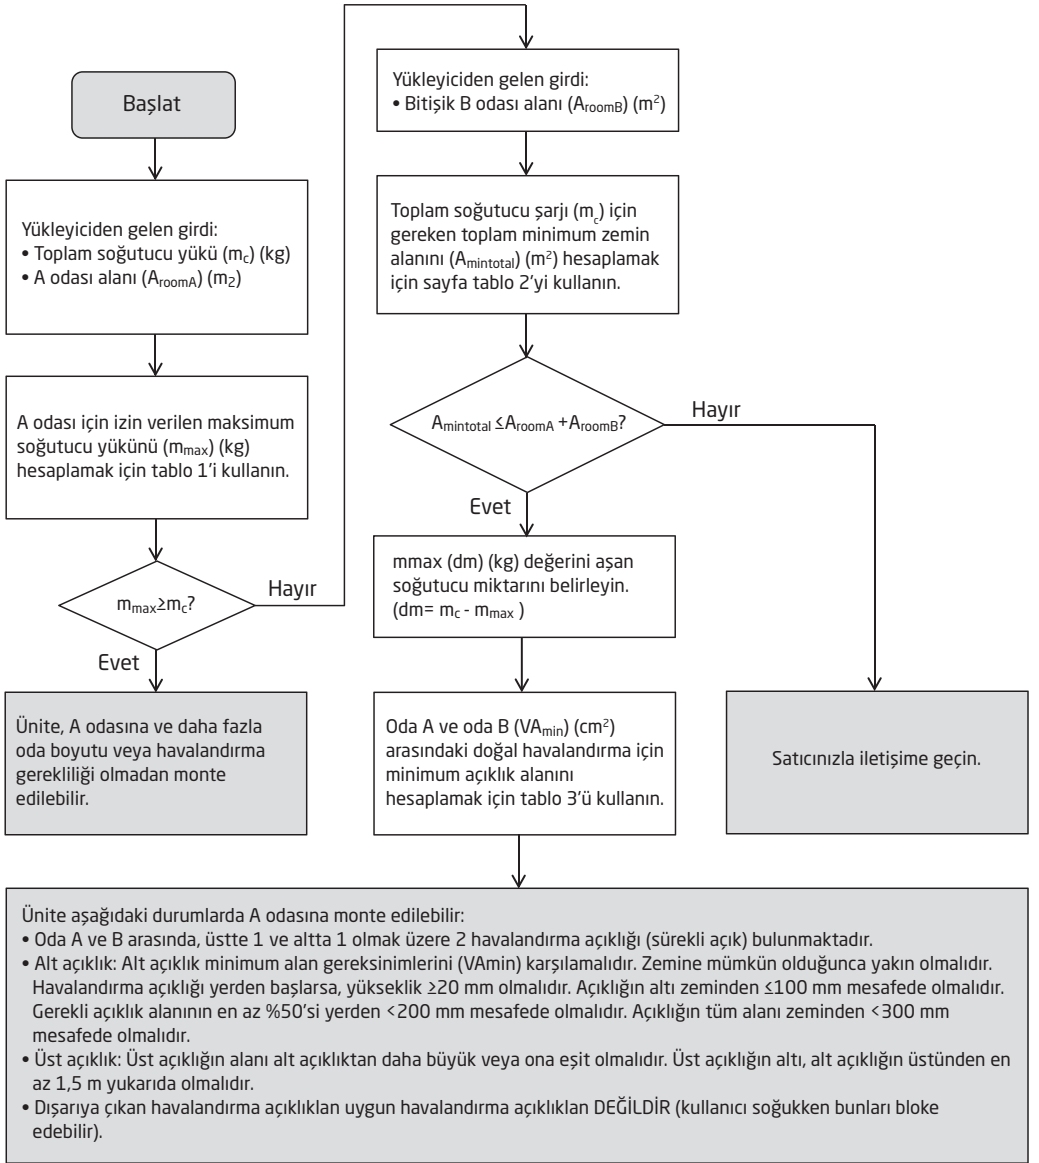 Başlat
Yükleyiciden gelen girdi:
• Toplam soğutucu yükü (mc) (kg)
• A odası alanı (AroomA) (m2)
A odası için izin verilen maksimum
soğutucu yükünü (mmax) (kg)
hesaplamak için tablo 1'i kullanın.
mmax≥mc?
Hayır
Evet
Ünite, A odasına ve daha fazla
oda boyutu veya havalandırma
gerekliliği olmadan monte
edilebilir.
Yükleyiciden gelen girdi:
• Bitişik B odası alanı (AroomB) (m²)
Toplam soğutucu şarjı (mc) için
gereken toplam minimum zemin
alanını (Amintotal) (m²) hesaplamak
için sayfa tablo 2'yi kullanın.
Amintotal ≤AroomA +AroomB?
Hayır
Evet
mmax (dm) (kg) değerini aşan
soğutucu miktarını belirleyin.
(dm= mc - mmax )
Oda A ve oda B (VAmin) (cm²)
arasındaki doğal havalandırma için
minimum açıklık alanını
hesaplamak için tablo 3'ü kullanın.
Satıcınızla iletişime geçin.
Ünite aşağıdaki durumlarda A odasına monte edilebilir:
• Oda A ve B arasında, üstte 1 ve altta 1 olmak üzere 2 havalandırma açıklığı (sürekli açık) bulunmaktadır.
• Alt açıklık: Alt açıklık minimum alan gereksinimlerini (VAmin) karşılamalıdır. Zemine mümkün olduğunca yakın olmalıdır.
Havalandırma açıklığı yerden başlarsa, yükseklik ≥20 mm olmalıdır. Açıklığın altı zeminden ≤100 mm mesafede olmalıdır.
Gerekli açıklık alanının en az %50'si yerden <200 mm mesafede olmalıdır. Açıklığın tüm alanı zeminden <300 mm
mesafede olmalıdır.
• Üst açıklık: Üst açıklığın alanı alt açıklıktan daha büyük veya ona eşit olmalıdır. Üst açıklığın altı, alt açıklığın üstünden en
az 1,5 m yukarıda olmalıdır.
• Dışarıya çıkan havalandırma açıklıklan uygun havalandırma açıklıklan DEĞİLDİR (kullanıcı soğukken bunları bloke
edebilir).